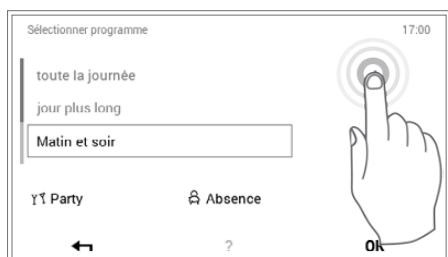 Sélectionner programme 17:00
toute la journée
jour plus long
Matin et soir
Party Absence
? OK